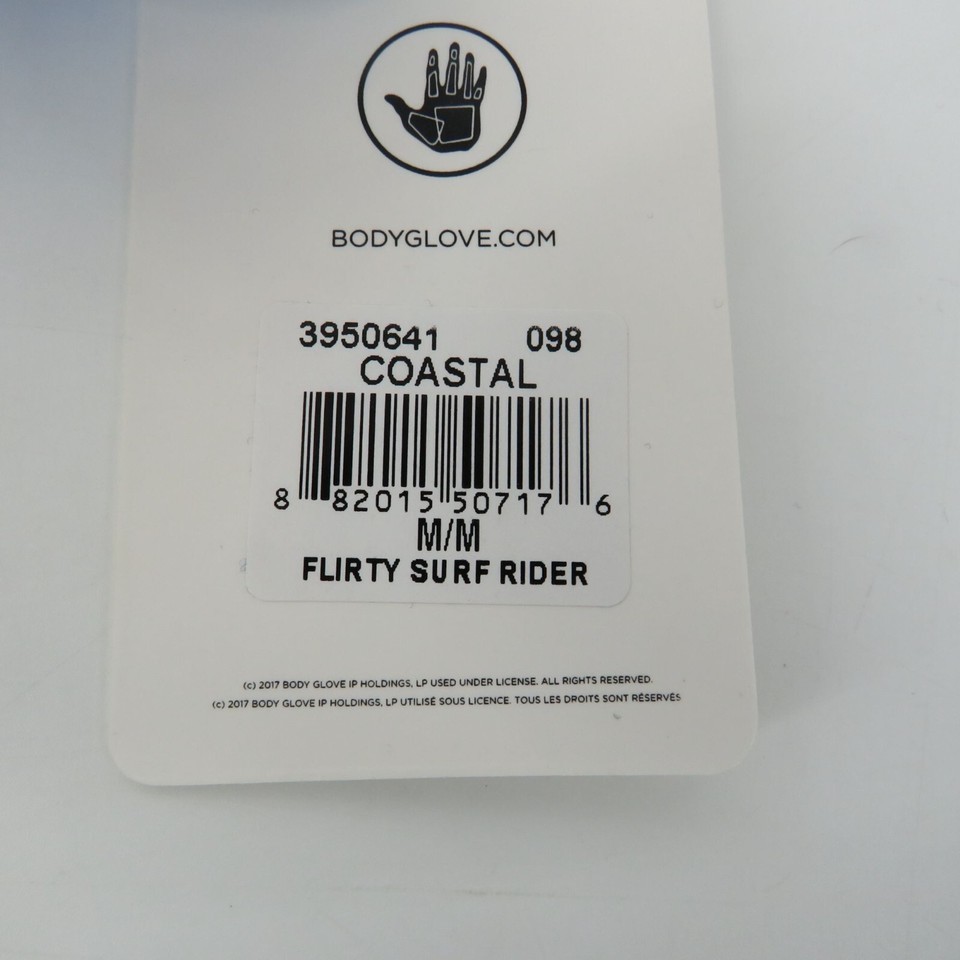 BODYGLOVE.COM
3950641 098
COASTAL
8 82015 50717 6
M/M
FLIRTY SURF RIDER
(c) 2017 BODY GLOVE IP HOLDINGS, LP USED UNDER LICENSE. ALL RIGHTS RESERVED.
(c) 2017 BODY GLOVE IP HOLDINGS, LP UTILISÉ SOUS LICENCE. TOUS LES DROITS SONT RÉSERVÉS